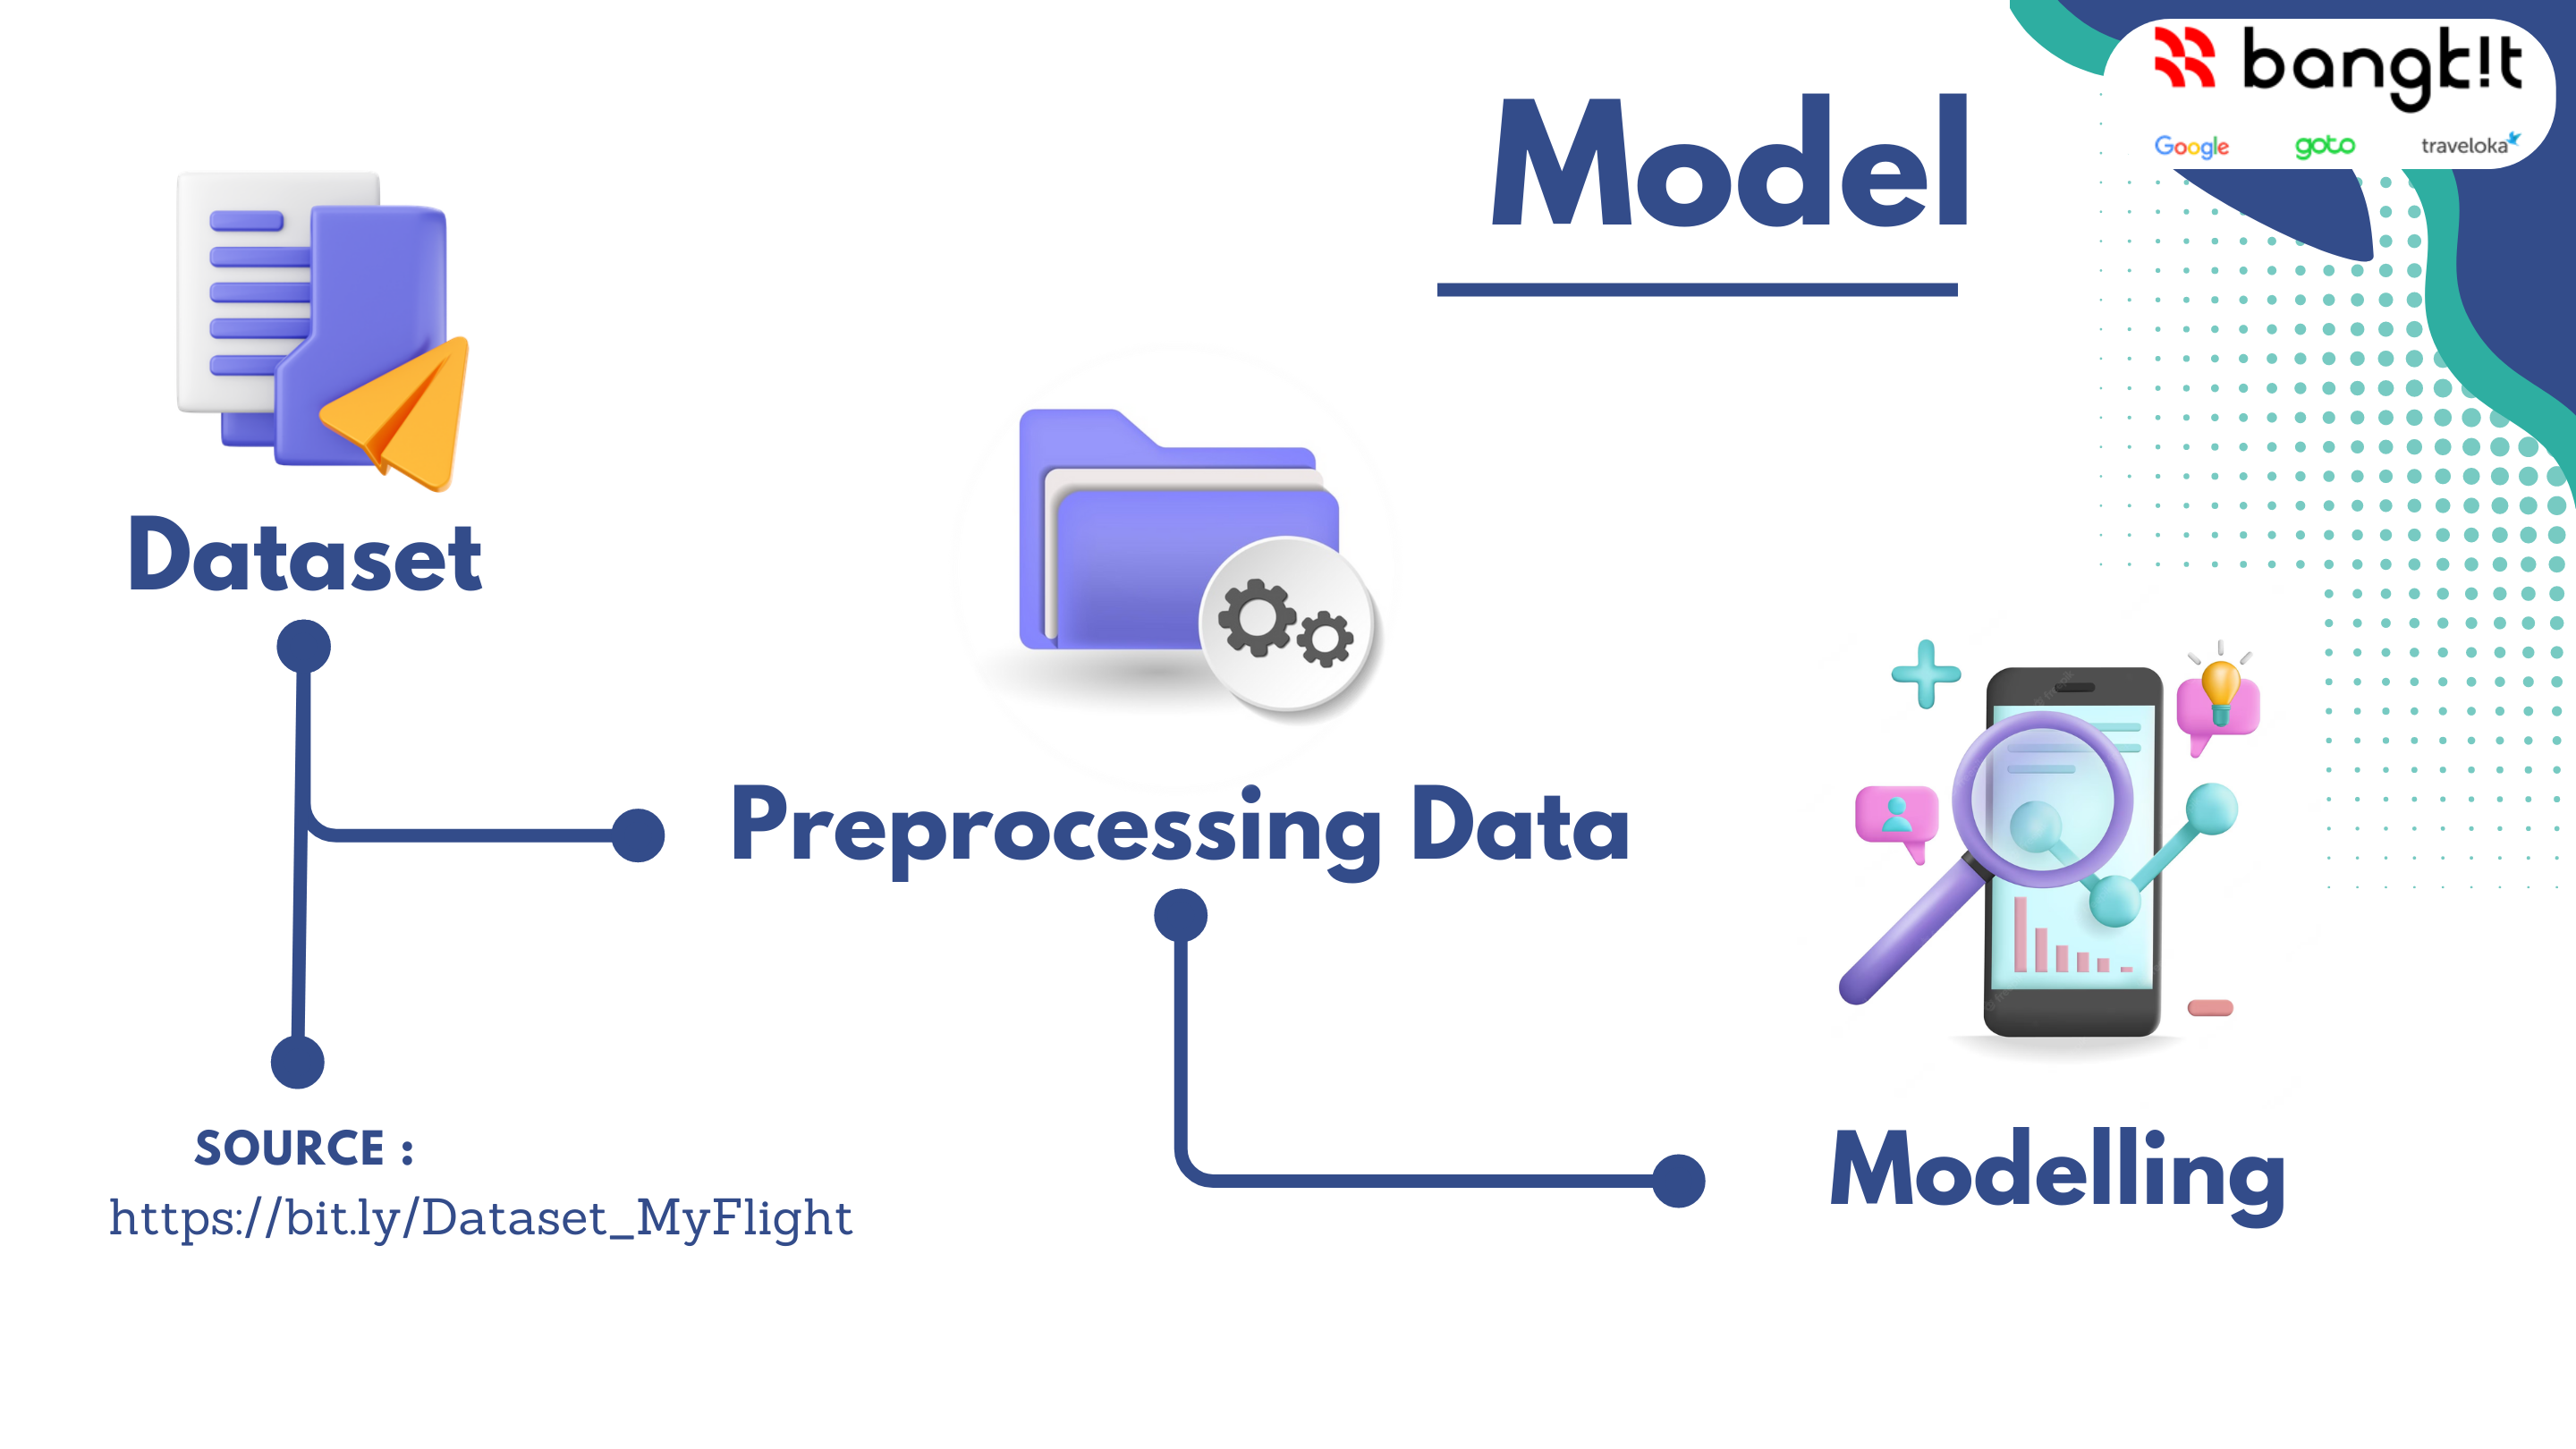 bangk!t
Google goto traveloka
Model
Dataset
Preprocessing Data
SOURCE :
https://bit.ly/Dataset_MyFlight
Modelling